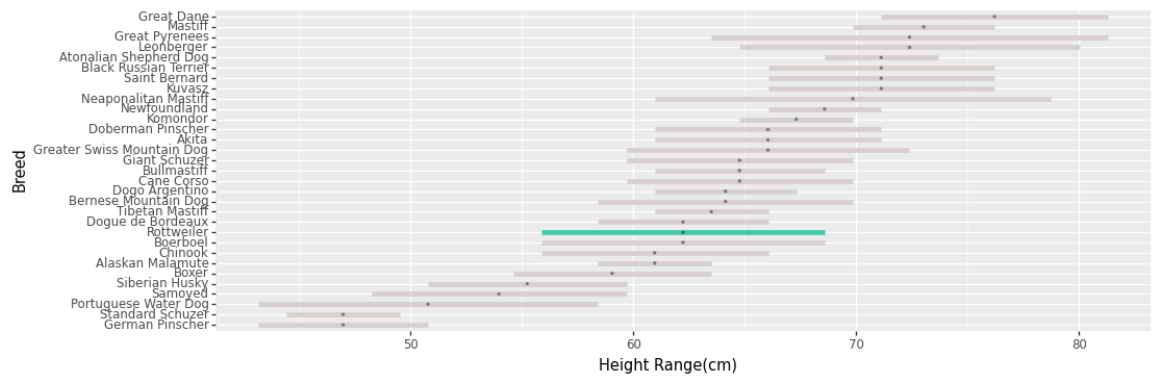 Great Dane
Mastiff
Great Pyrenees
Leonberger
Atonalian Shepherd Dog
Black Russian Terrier
Saint Bernard
Kuvasz
Neaponalitan Mastiff
Newfoundland
Komondor
Doberman Pinscher
Akita
Greater Swiss Mountain Dog
Giant Schuzer
Bullmastiff
Cane Corso
Dogo Argentino
Bernese Mountain Dog
Tibetan Mastiff
Dogue de Bordeaux
Rottweiler
Boerboel
Chinook
Alaskan Malamute
Boxer
Siberian Husky
Samoyed
Portuguese Water Dog
Standard Schuzer
German Pinscher
Breed
50 60 70 80
Height Range(cm)